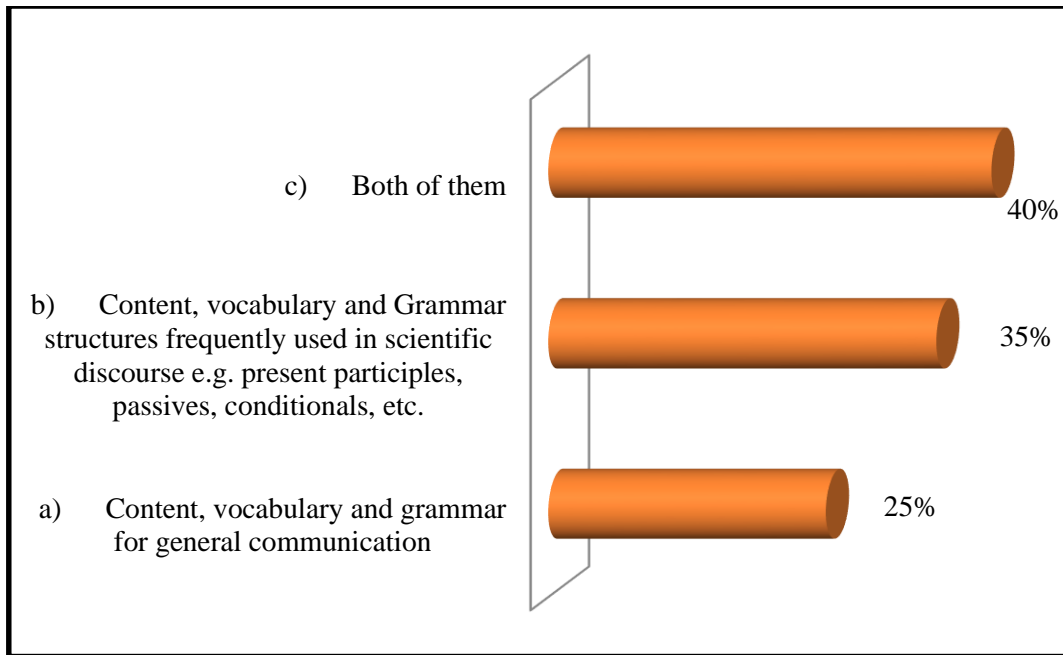 c) Both of them
40%
b) Content, vocabulary and Grammar
structures frequently used in scientific
discourse e.g. present participles,
passives, conditionals, etc.
35%
a) Content, vocabulary and grammar
for general communication
25%